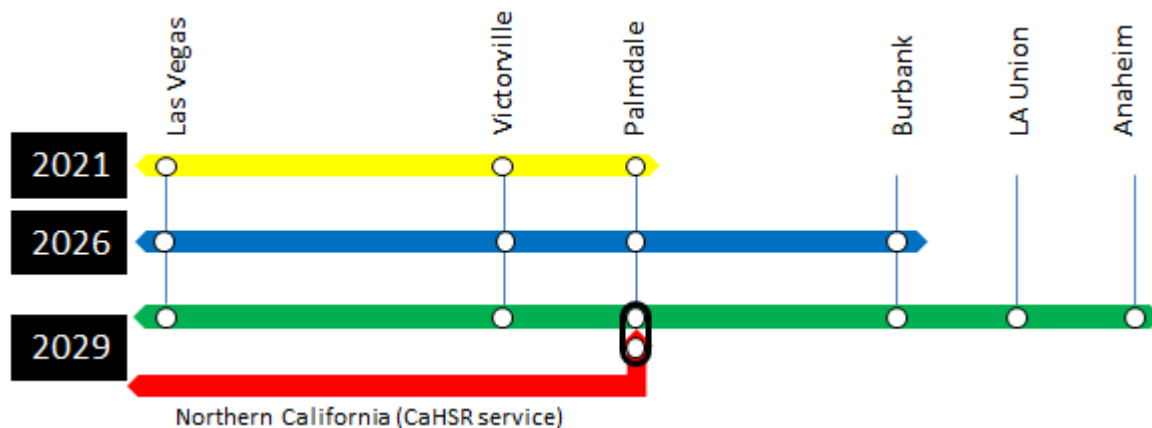 Las Vegas
Victorville
Palmdale
Burbank
LA Union
Anaheim
2021
2026
2029
Northern California (CaHSR service)